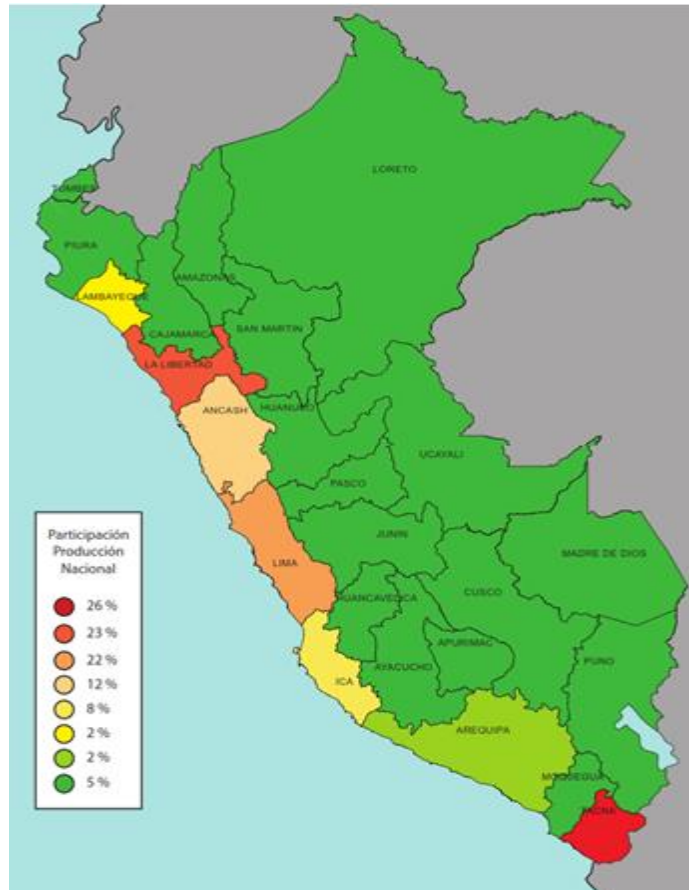 LORETO
TUMBES
PIURA
AMAZONAS
LAMBAYEQUE
SAN MARTIN
CAJAMARCA
LA LIBERTAD
ANCASH
HUANUCO
UCAYALI
PASCO
JUNIN
MADRE DE DIOS
LIMA
CUSCO
HUANCAVELICA
APURIMAC
PUNO
AYACUCHO
ICA
AREQUIPA
MOQUEGUA
TACNA
Participación
Producción
Nacional
26 %
23 %
22 %
12 %
8 %
2 %
2 %
5 %